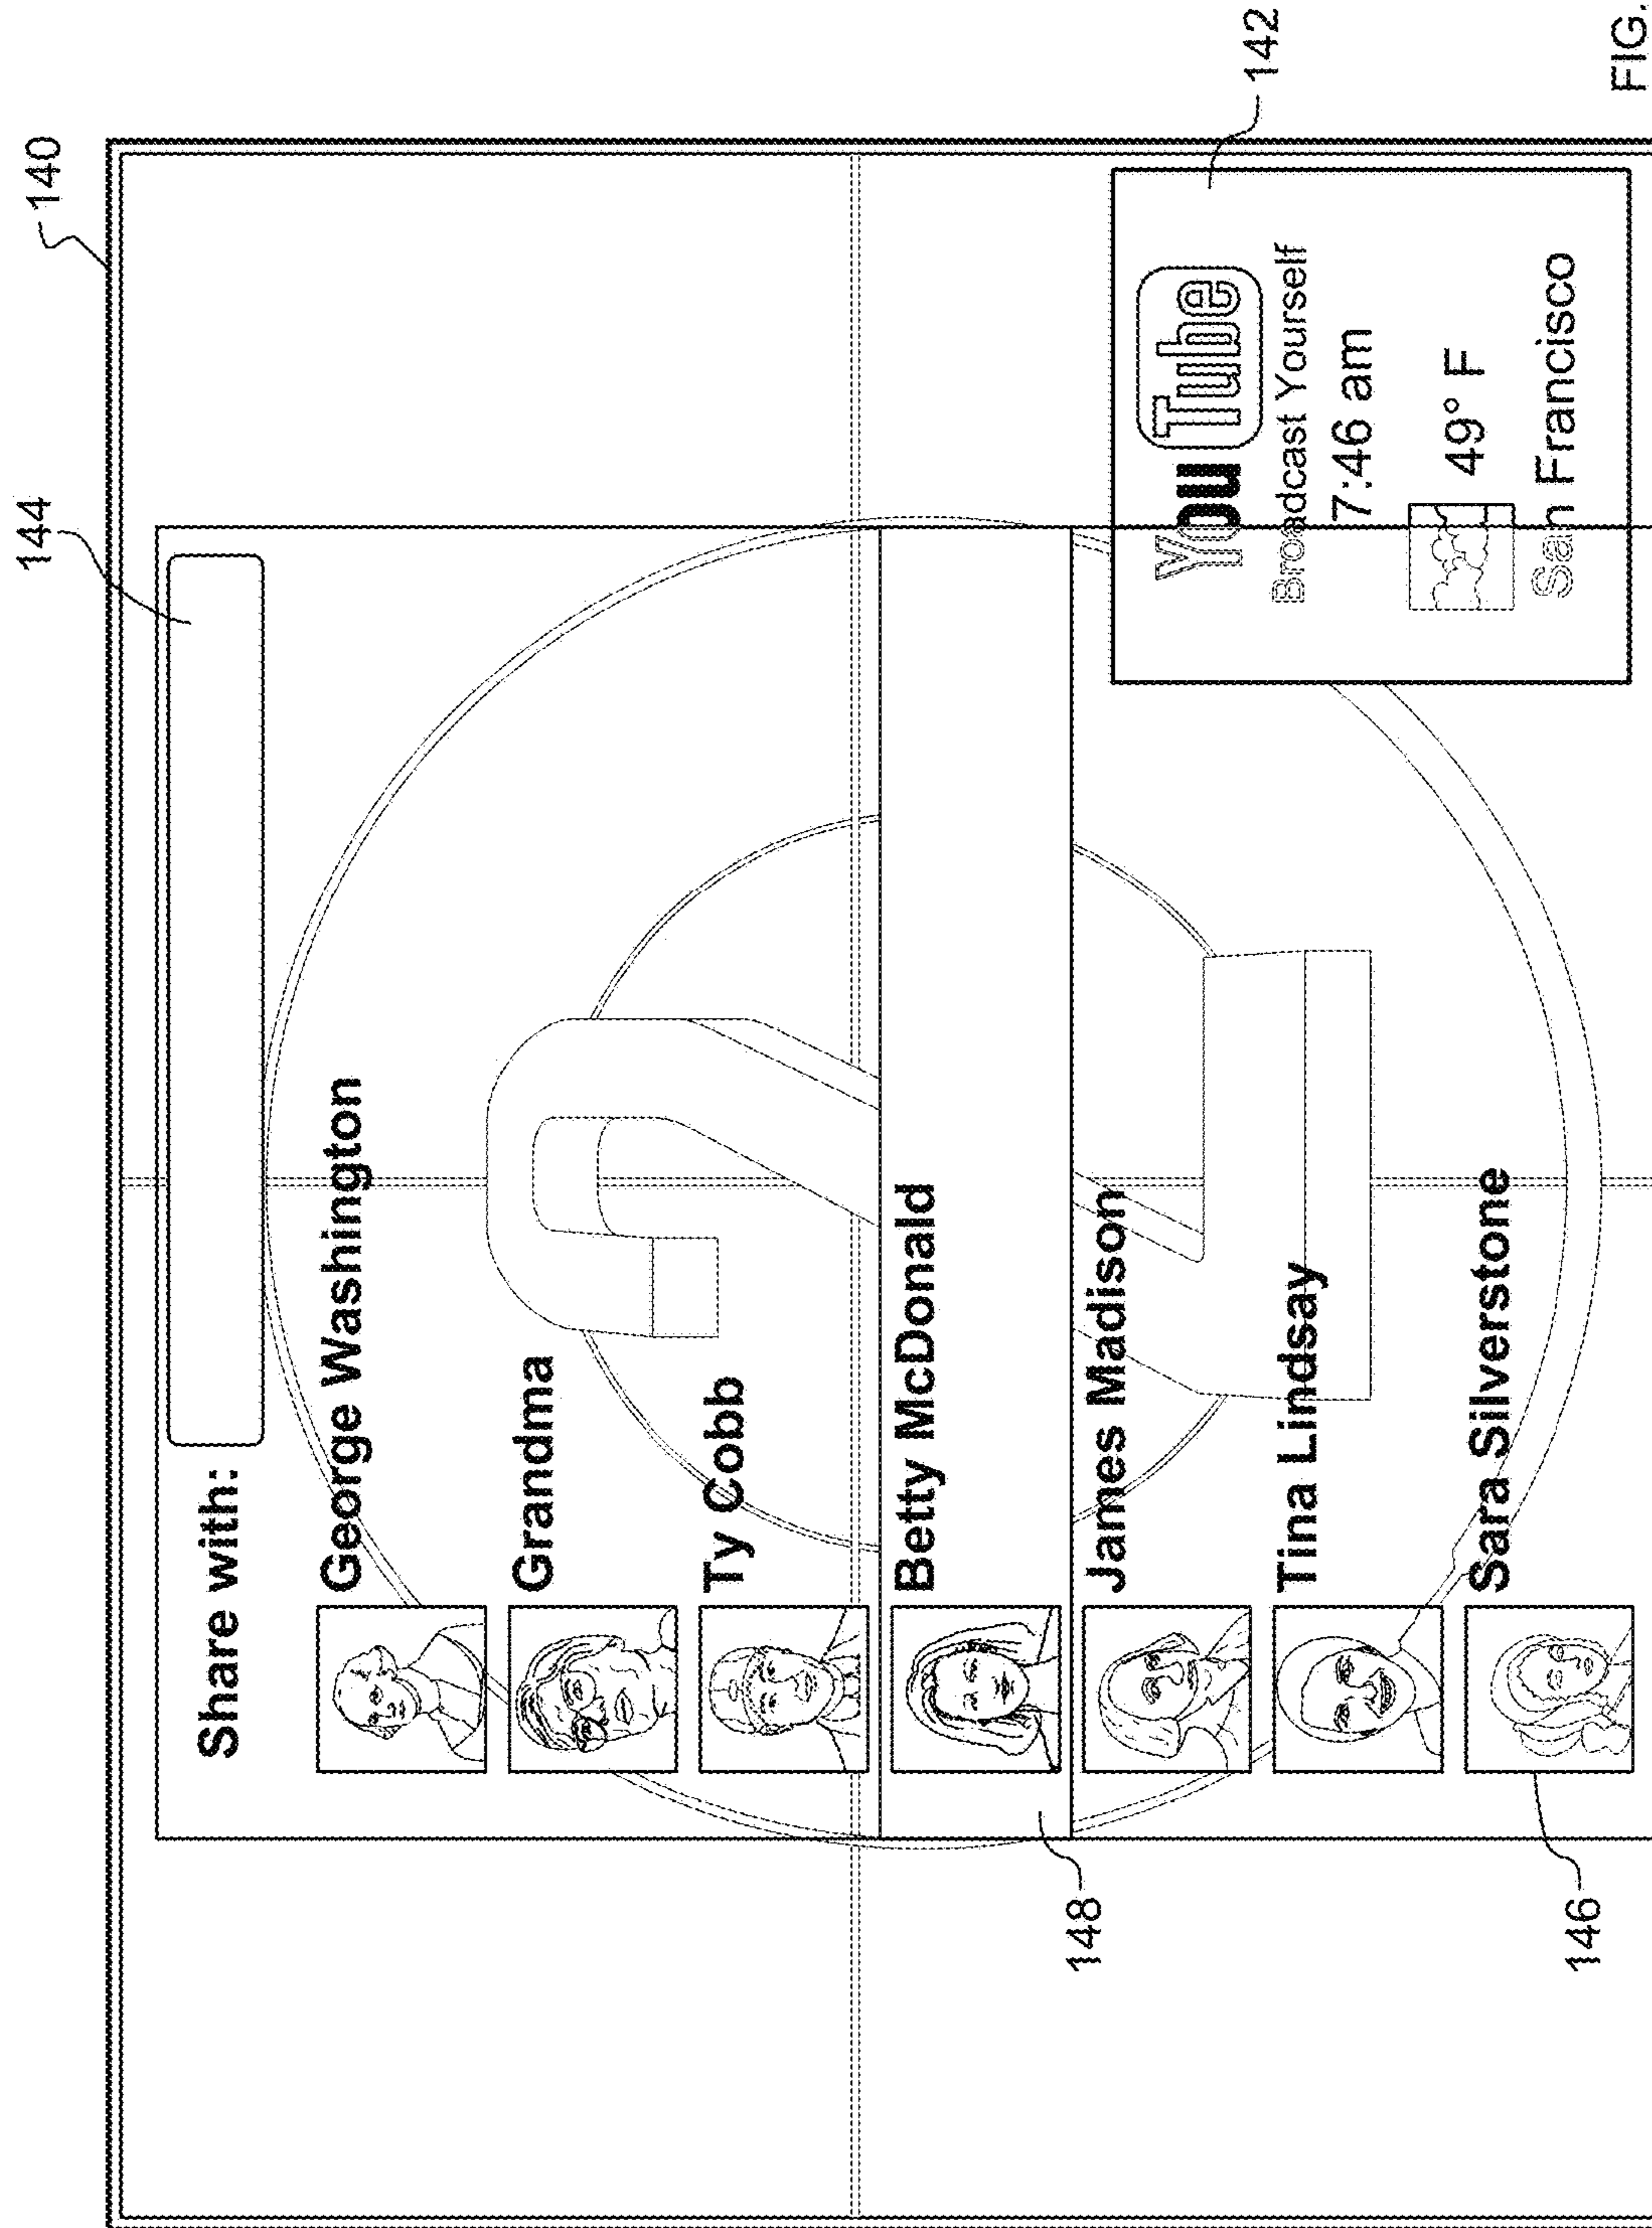 140
144
Share with:
George Washington
Grandma
Ty Cobb
Betty McDonald
148
James Madison
Tina Lindsay
Sara Silverstone
146
YouTube
Broadcast Yourself
7:46 am
49° F
San Francisco
142
FIG.